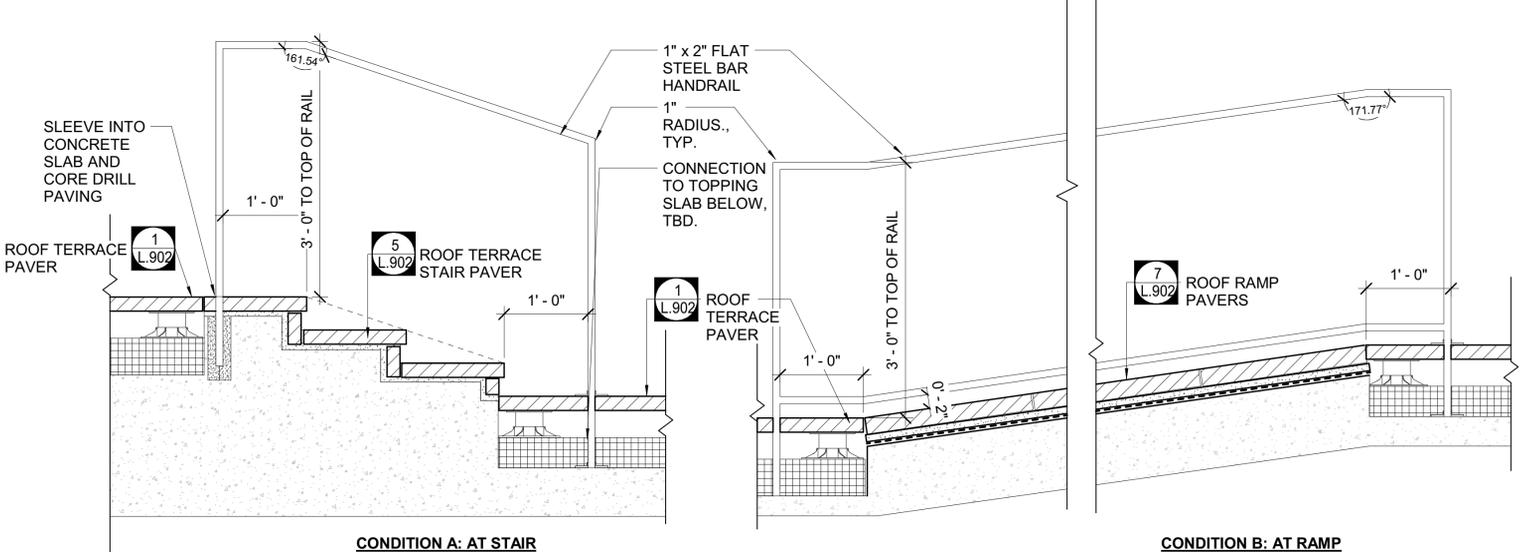 161.54°
3' - 0" TO TOP OF RAIL
SLEEVE INTO
CONCRETE
SLAB AND
CORE DRILL
PAVING
1' - 0"
ROOF TERRACE
PAVER
1
L.902
5
L.902
ROOF TERRACE
STAIR PAVER
1' - 0"
1" x 2" FLAT
STEEL BAR
HANDRAIL
1"
RADIUS.,
TYP.
CONNECTION
TO TOPPING
SLAB BELOW,
TBD.
1
L.902
ROOF
TERRACE
PAVER
1' - 0"
3' - 0" TO TOP OF RAIL
0' - 2"
171.77°
7
L.902
ROOF RAMP
PAVERS
1' - 0"
CONDITION A: AT STAIR
CONDITION B: AT RAMP